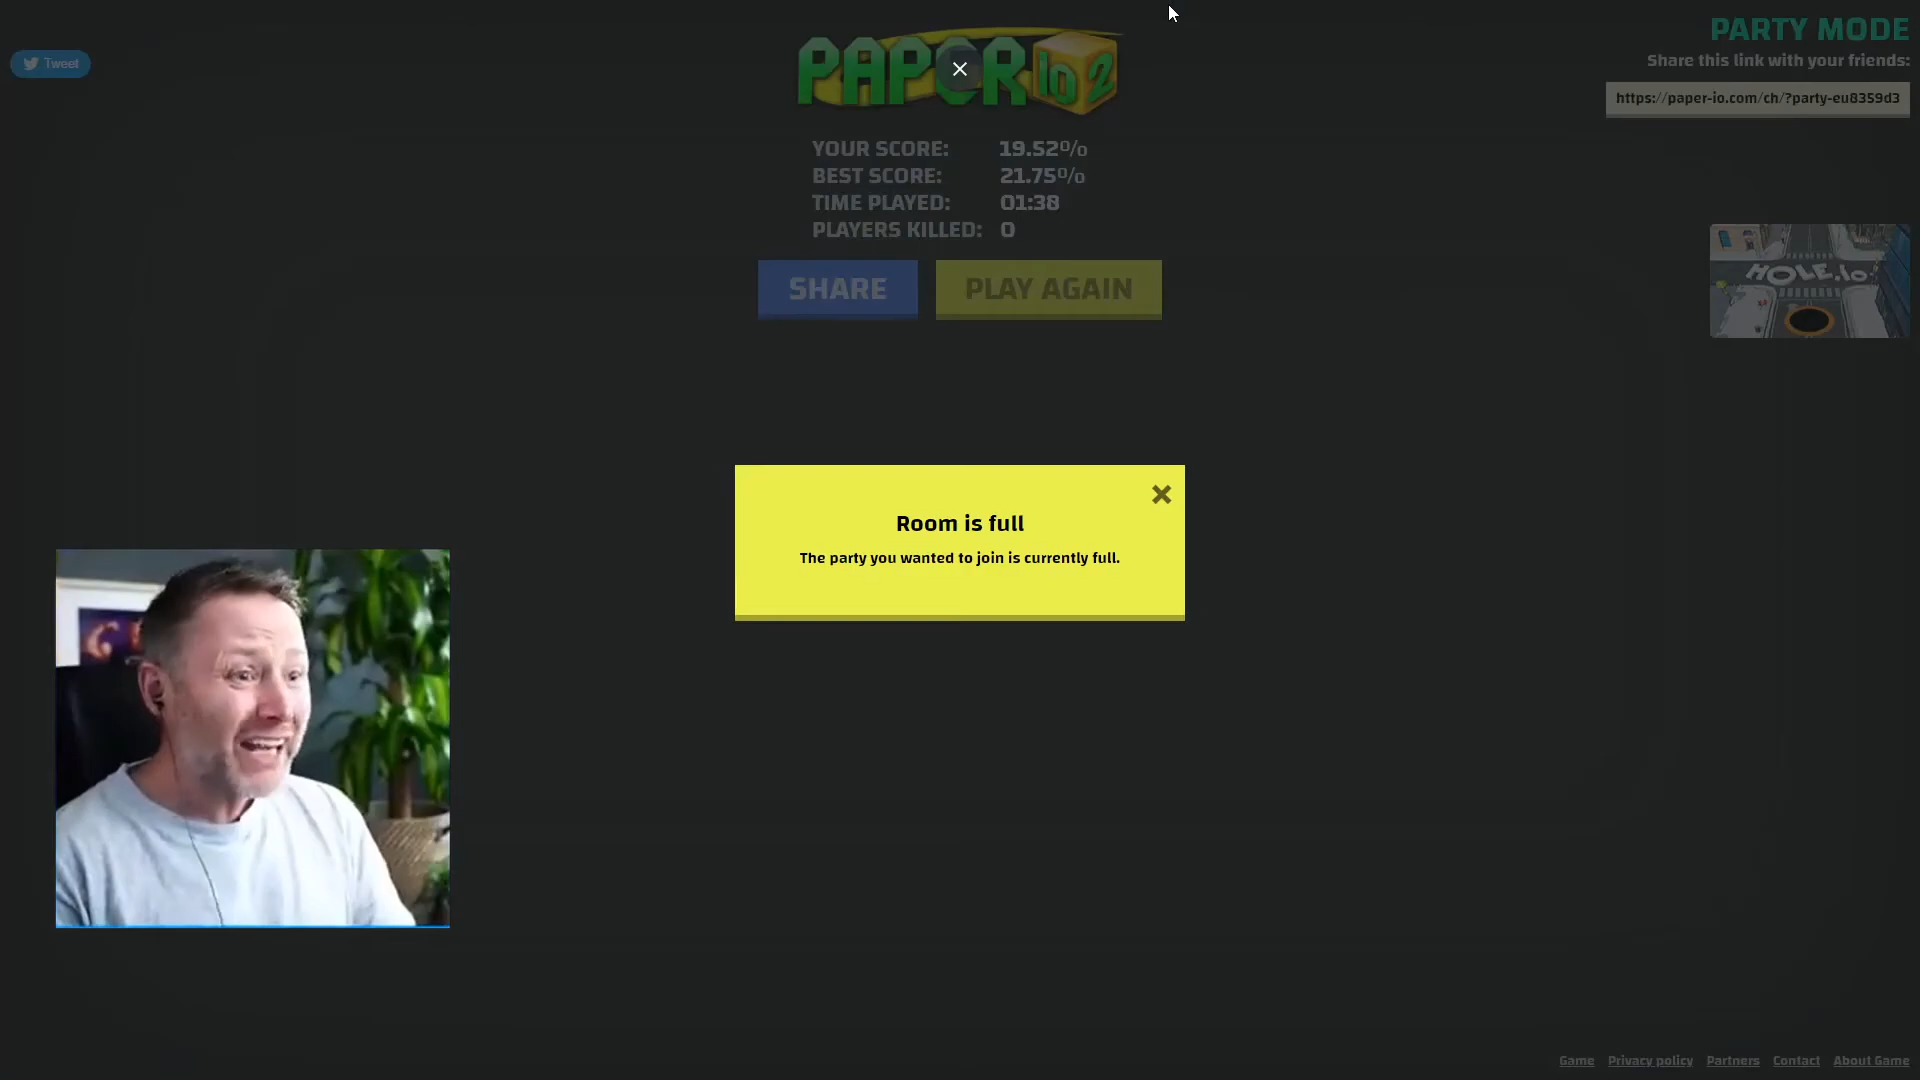 Tweet
PAPER io 2
YOUR SCORE: 19.52%
BEST SCORE: 21.75%
TIME PLAYED: 01:38
PLAYERS KILLED: 0
SHARE
PLAY AGAIN
PARTY MODE
Share this link with your friends:
https://paper-io.com/ch/?party-eu8359d3
HOLE.io
Room is full
The party you wanted to join is currently full.
Game Privacy policy Partners Contact About Game